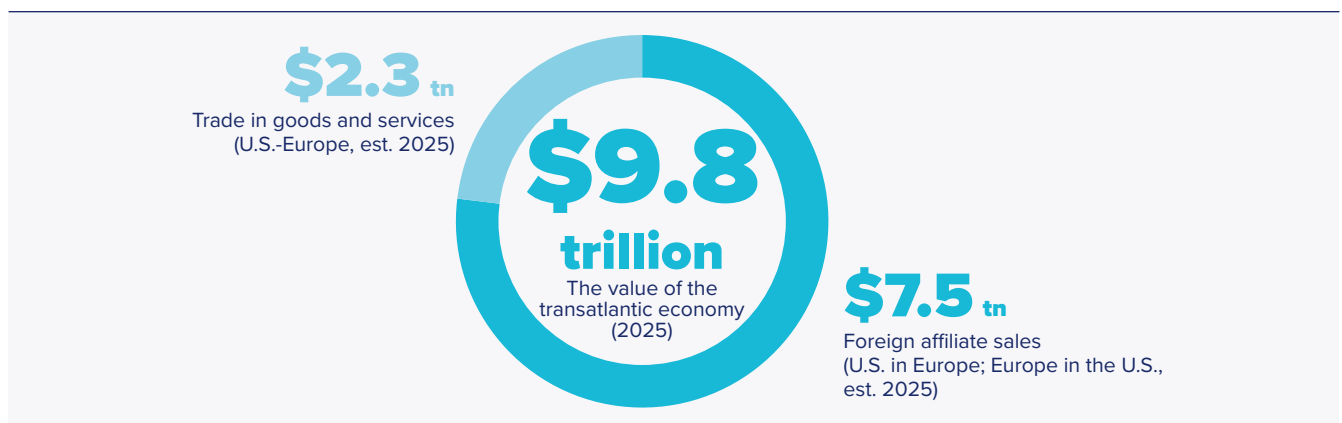 $2.3 tn
Trade in goods and services
(U.S.-Europe, est. 2025)
$9.8
trillion
The value of the
transatlantic economy
(2025)
$7.5 tn
Foreign affiliate sales
(U.S. in Europe; Europe in the U.S.,
est. 2025)